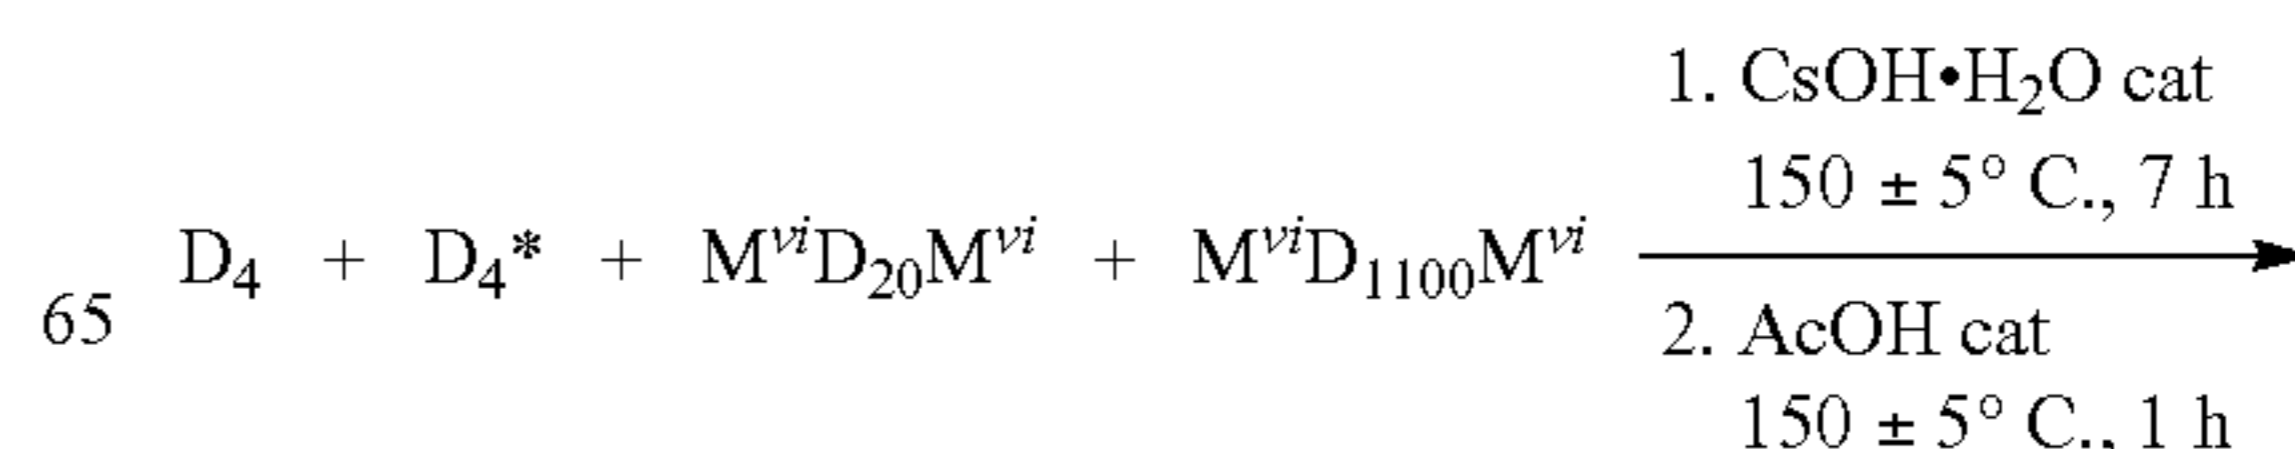 1. CsOH•H₂O cat
150 ± 5° C., 7 h
65 D₄ + D₄* + MᵛⁱD₂₀Mᵛⁱ + MᵛⁱD₁₁₀₀Mᵛⁱ
2. AcOH cat
150 ± 5° C., 1 h